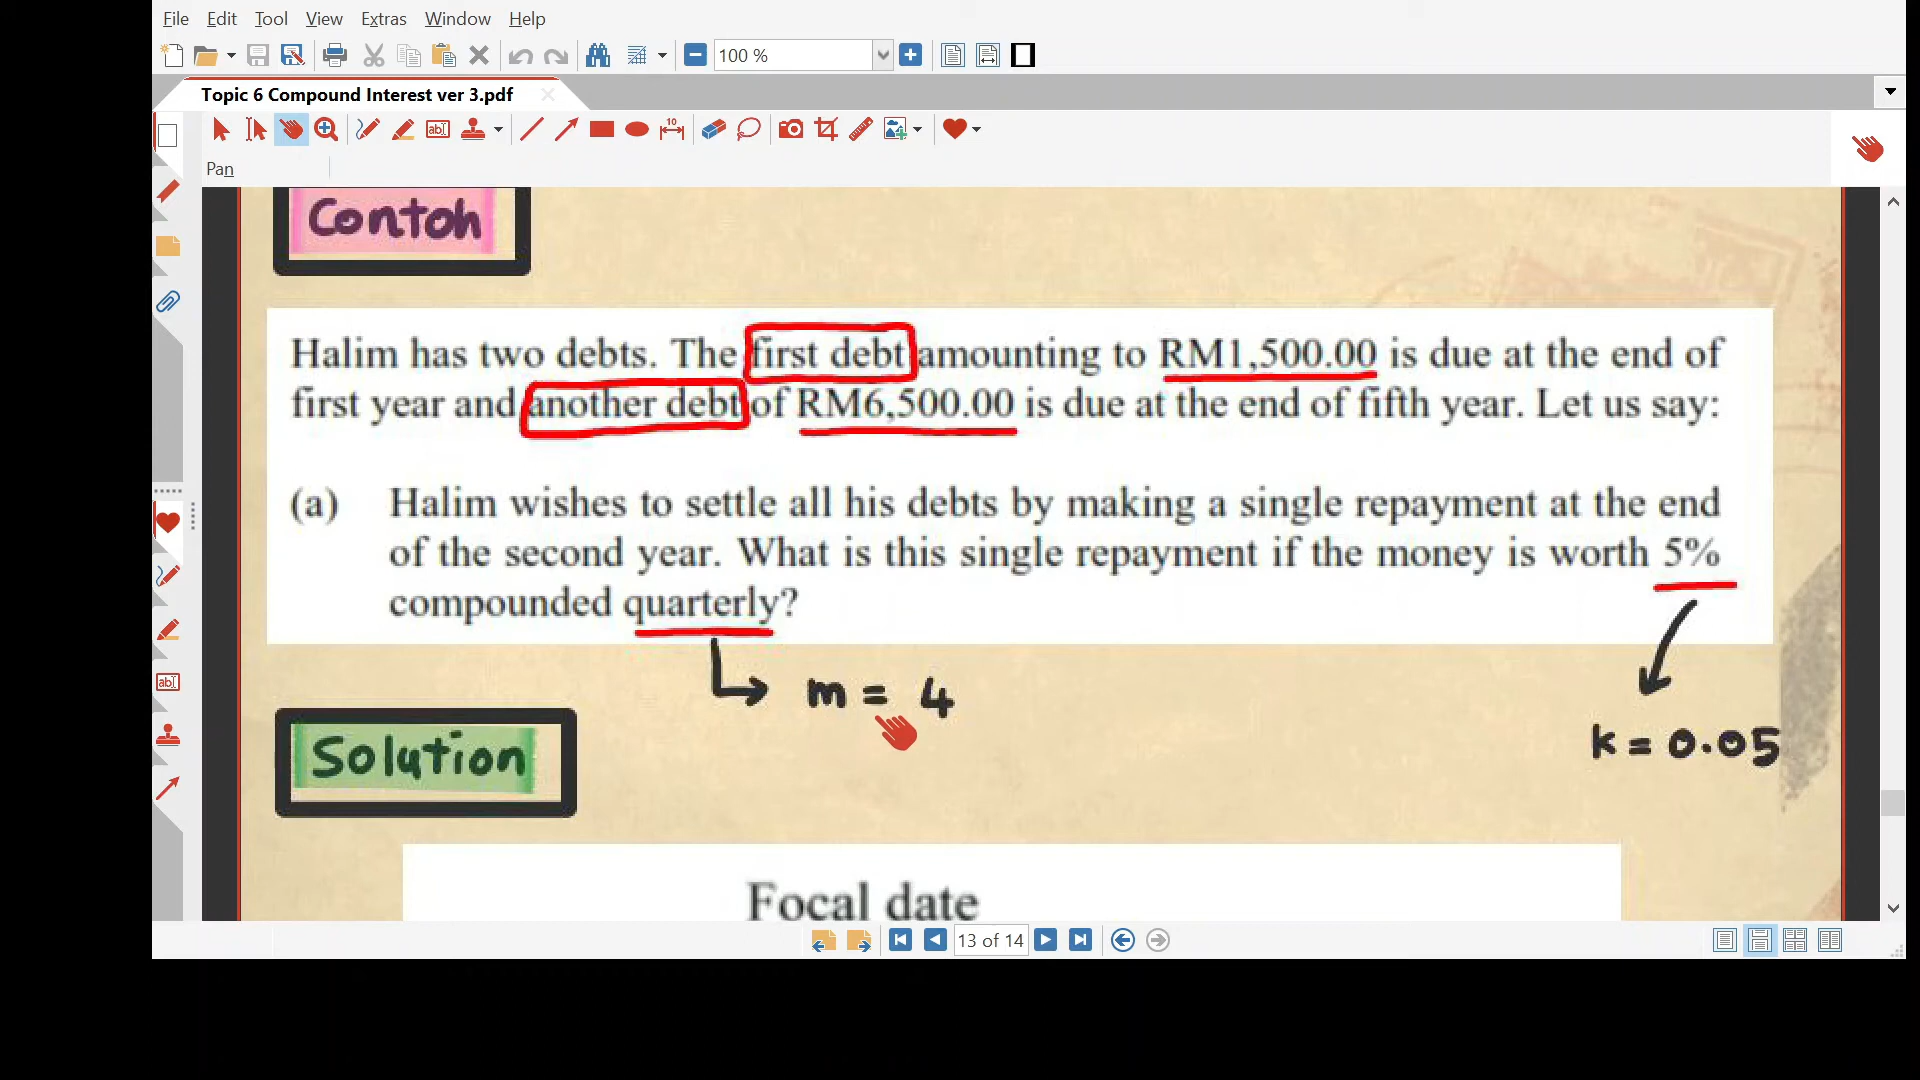 File Edit Tool View Extras Window Help
100 %
Topic 6 Compound Interest ver 3.pdf
Pan
Contoh
Halim has two debts. The first debt amounting to RM1,500.00 is due at the end of
first year and another debt of RM6,500.00 is due at the end of fifth year. Let us say:
(a) Halim wishes to settle all his debts by making a single repayment at the end
of the second year. What is this single repayment if the money is worth 5%
compounded quarterly?
m = 4
k = 0.05
Solution
Focal date
13 of 14